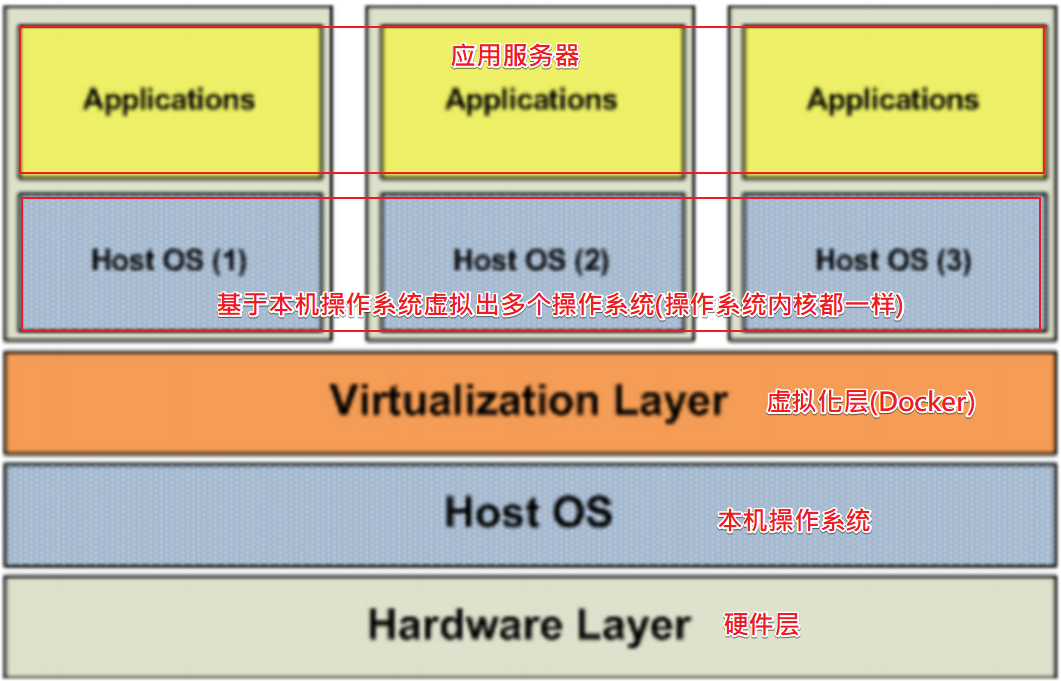 应用服务器
Applications
Applications
Applications
Host OS (1)
Host OS (2)
Host OS (3)
基于本机操作系统虚拟出多个操作系统(操作系统内核都一样)
Virtualization Layer
虚拟化层(Docker)
Host OS
本机操作系统
Hardware Layer
硬件层